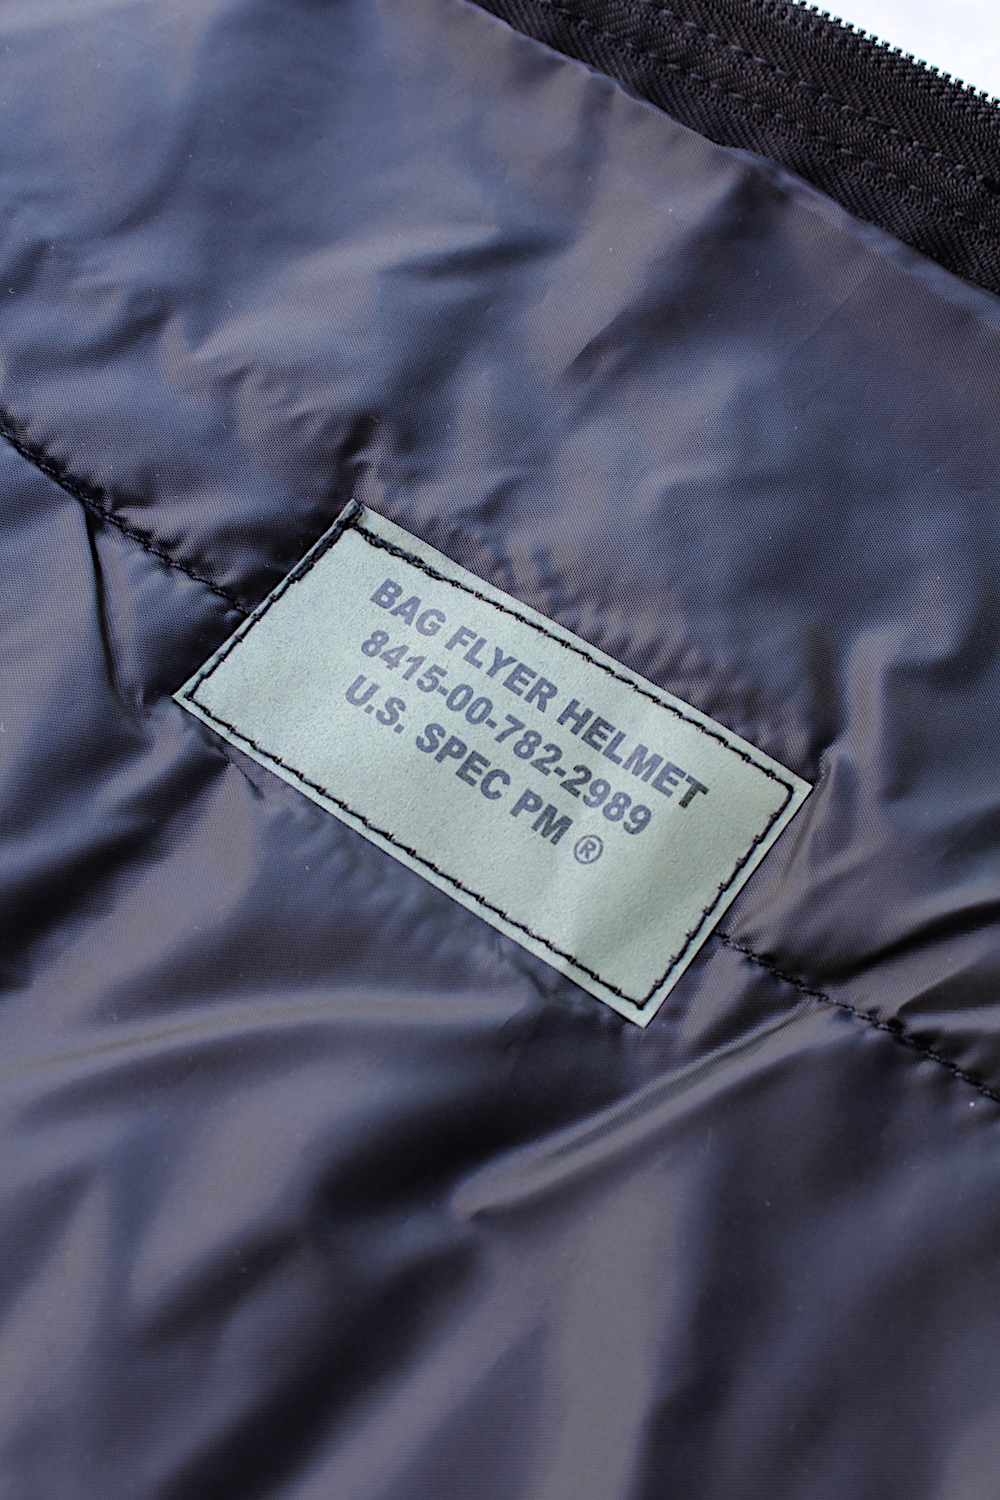 BAG FLYER HELMET
8415-00-782-2989
U.S. SPEC PM ®